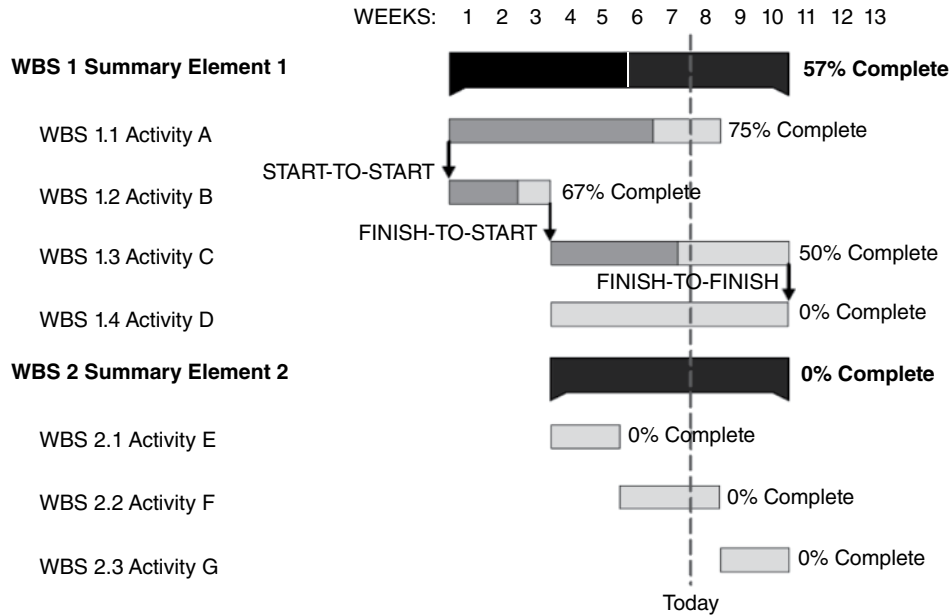 WEEKS: 1 2 3 4 5 6 7 8 9 10 11 12 13
WBS 1 Summary Element 1 57% Complete
WBS 1.1 Activity A 75% Complete
START-TO-START
WBS 1.2 Activity B 67% Complete
FINISH-TO-START
WBS 1.3 Activity C 50% Complete
FINISH-TO-FINISH
WBS 1.4 Activity D 0% Complete
WBS 2 Summary Element 2 0% Complete
WBS 2.1 Activity E 0% Complete
WBS 2.2 Activity F 0% Complete
WBS 2.3 Activity G 0% Complete
Today